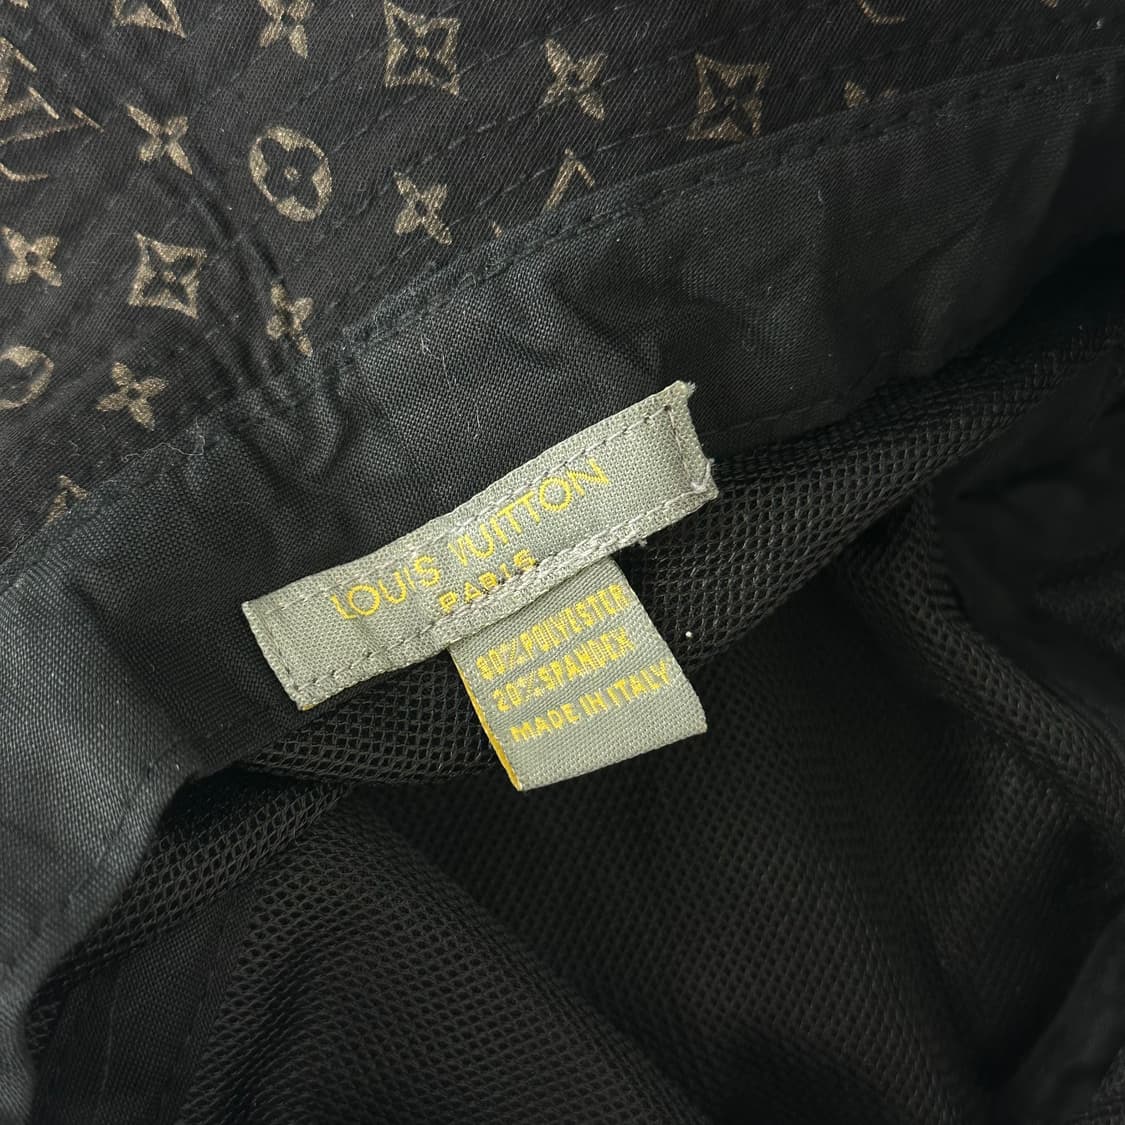 LOUIS VUITTON
PARIS
80%POLYESTER
20%SPANDEX
MADE IN ITALY